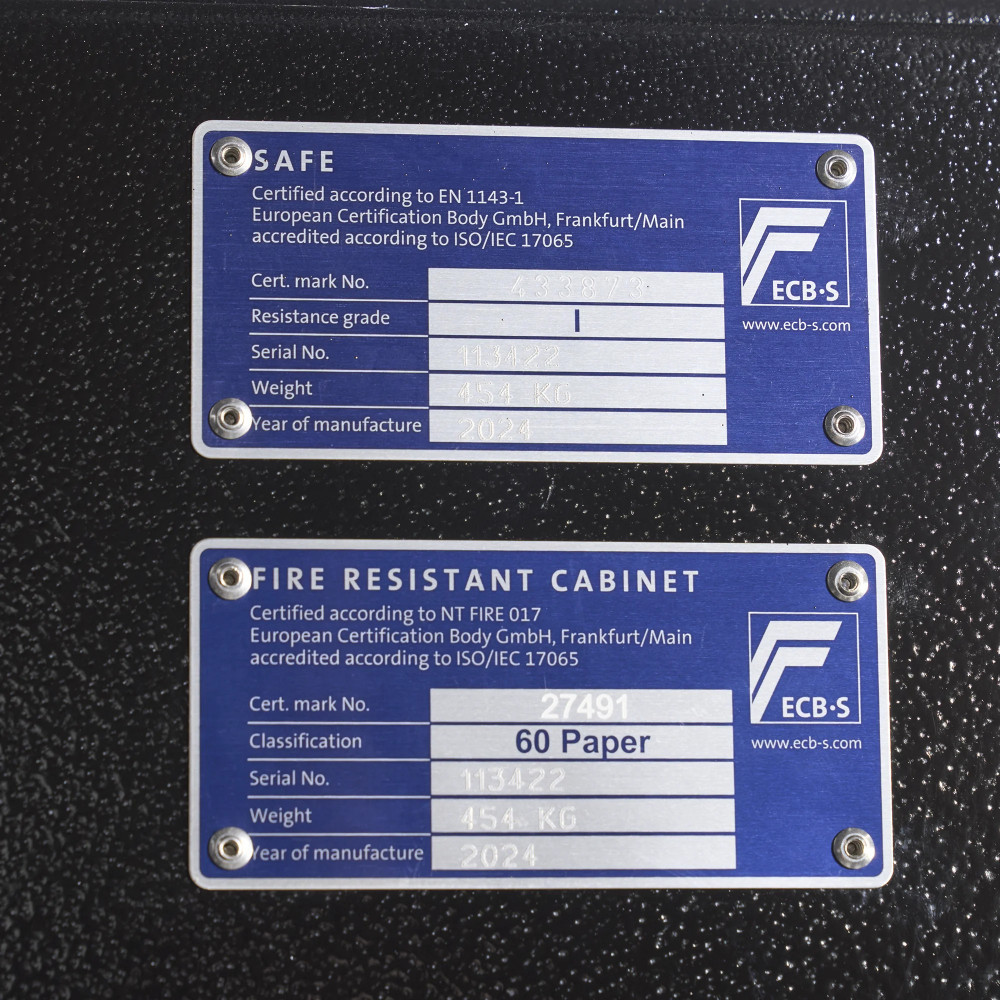 SAFE
Certified according to EN 1143-1
European Certification Body GmbH, Frankfurt/Main
accredited according to ISO/IEC 17065
Cert. mark No. 433873
Resistance grade I
Serial No. 113422
Weight 454 KG
Year of manufacture 2024
ECB·S
www.ecb-s.com
FIRE RESISTANT CABINET
Certified according to NT FIRE 017
European Certification Body GmbH, Frankfurt/Main
accredited according to ISO/IEC 17065
Cert. mark No. 27491
Classification 60 Paper
Serial No. 113422
Weight 454 KG
Year of manufacture 2024
ECB·S
www.ecb-s.com